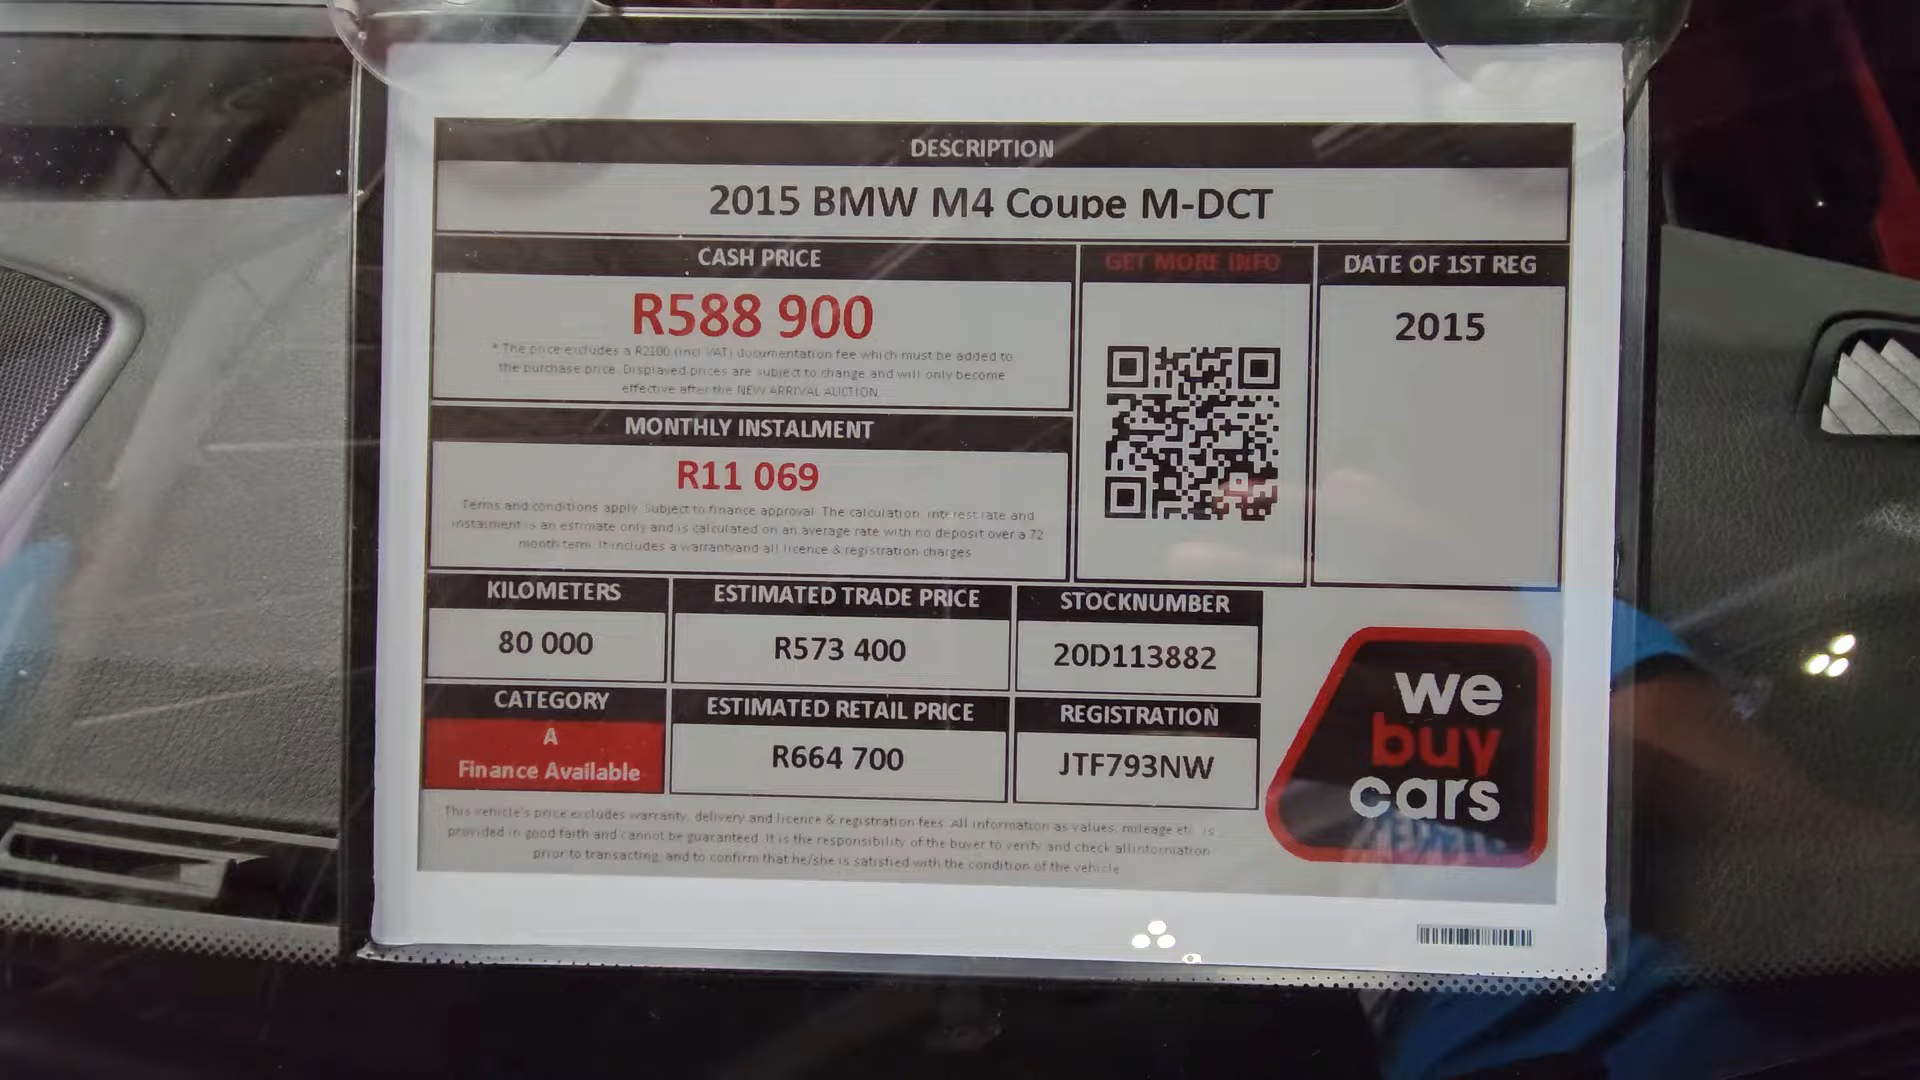 DESCRIPTION
2015 BMW M4 Coupe M-DCT
CASH PRICE
R588 900
* The price excludes a R2100 (incl VAT) documentation fee which must be added to
the purchase price. Displayed prices are subject to change and will only become
effective after the NEW ARRIVAL AUCTION.
GET MORE INFO
DATE OF 1ST REG
2015
MONTHLY INSTALMENT
R11 069
Terms and conditions apply. Subject to finance approval. The calculation, interest rate and
instalment is an estimate only and is calculated on an average rate with no deposit over a 72
month term. It includes a warranty and all licence & registration charges
KILOMETERS
80 000
ESTIMATED TRADE PRICE
R573 400
STOCKNUMBER
20D113882
CATEGORY
A
Finance Available
ESTIMATED RETAIL PRICE
R664 700
REGISTRATION
JTF793NW
we
buy
cars
This vehicle's price excludes warranty, delivery and licence & registration fees. All information as values, mileage etc is
provided in good faith and cannot be guaranteed. It is the responsibility of the buyer to verify and check all information
prior to transacting, and to confirm that he/she is satisfied with the condition of the vehicle